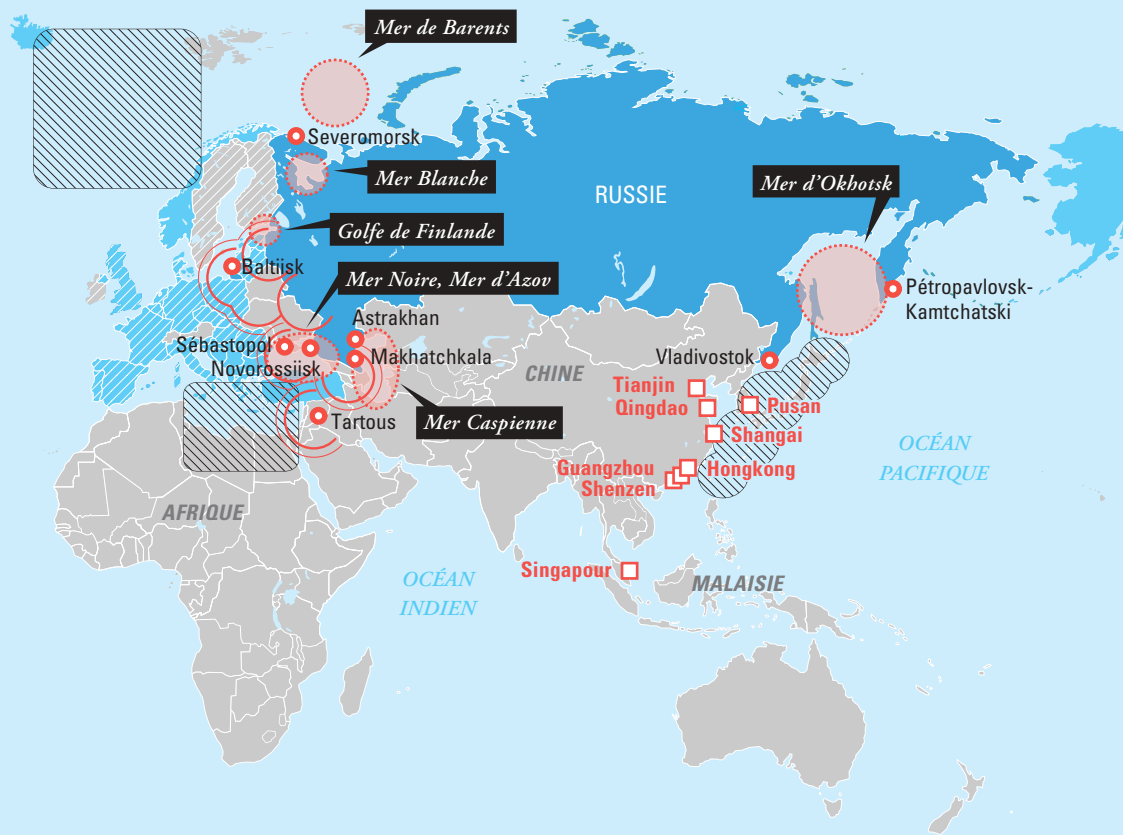 Mer de Barents
Severomorsk
Mer Blanche
RUSSIE
Mer d'Okhotsk
Golfe de Finlande
Baltiisk
Mer Noire, Mer d'Azov
Pétropavlovsk-
Kamtchatski
Astrakhan
Sébastopol
Makhatchkala
Vladivostok
Novorossiisk
CHINE
Tianjin
Qingdao
Pusan
Tartous
Mer Caspienne
Shangai
OCÉAN
PACIFIQUE
Guangzhou
Hongkong
Shenzen
AFRIQUE
Singapour
OCÉAN
INDIEN
MALAISIE